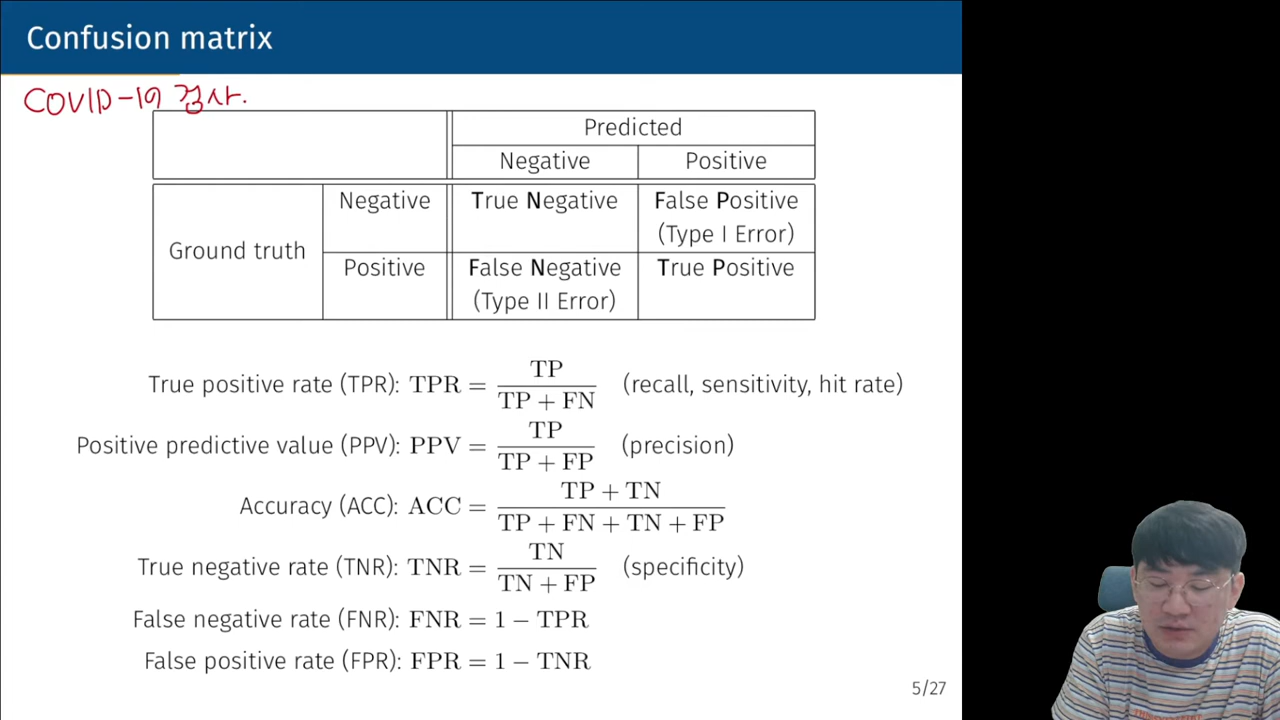 Confusion matrix
COVID-19 검사.
Predicted
Negative Positive
Ground truth
Negative True Negative False Positive
(Type I Error)
Positive False Negative True Positive
(Type II Error)
True positive rate (TPR): TPR = TP / (TP + FN) (recall, sensitivity, hit rate)
Positive predictive value (PPV): PPV = TP / (TP + FP) (precision)
Accuracy (ACC): ACC = (TP + TN) / (TP + FN + TN + FP)
True negative rate (TNR): TNR = TN / (TN + FP) (specificity)
False negative rate (FNR): FNR = 1 − TPR
False positive rate (FPR): FPR = 1 − TNR
5/27